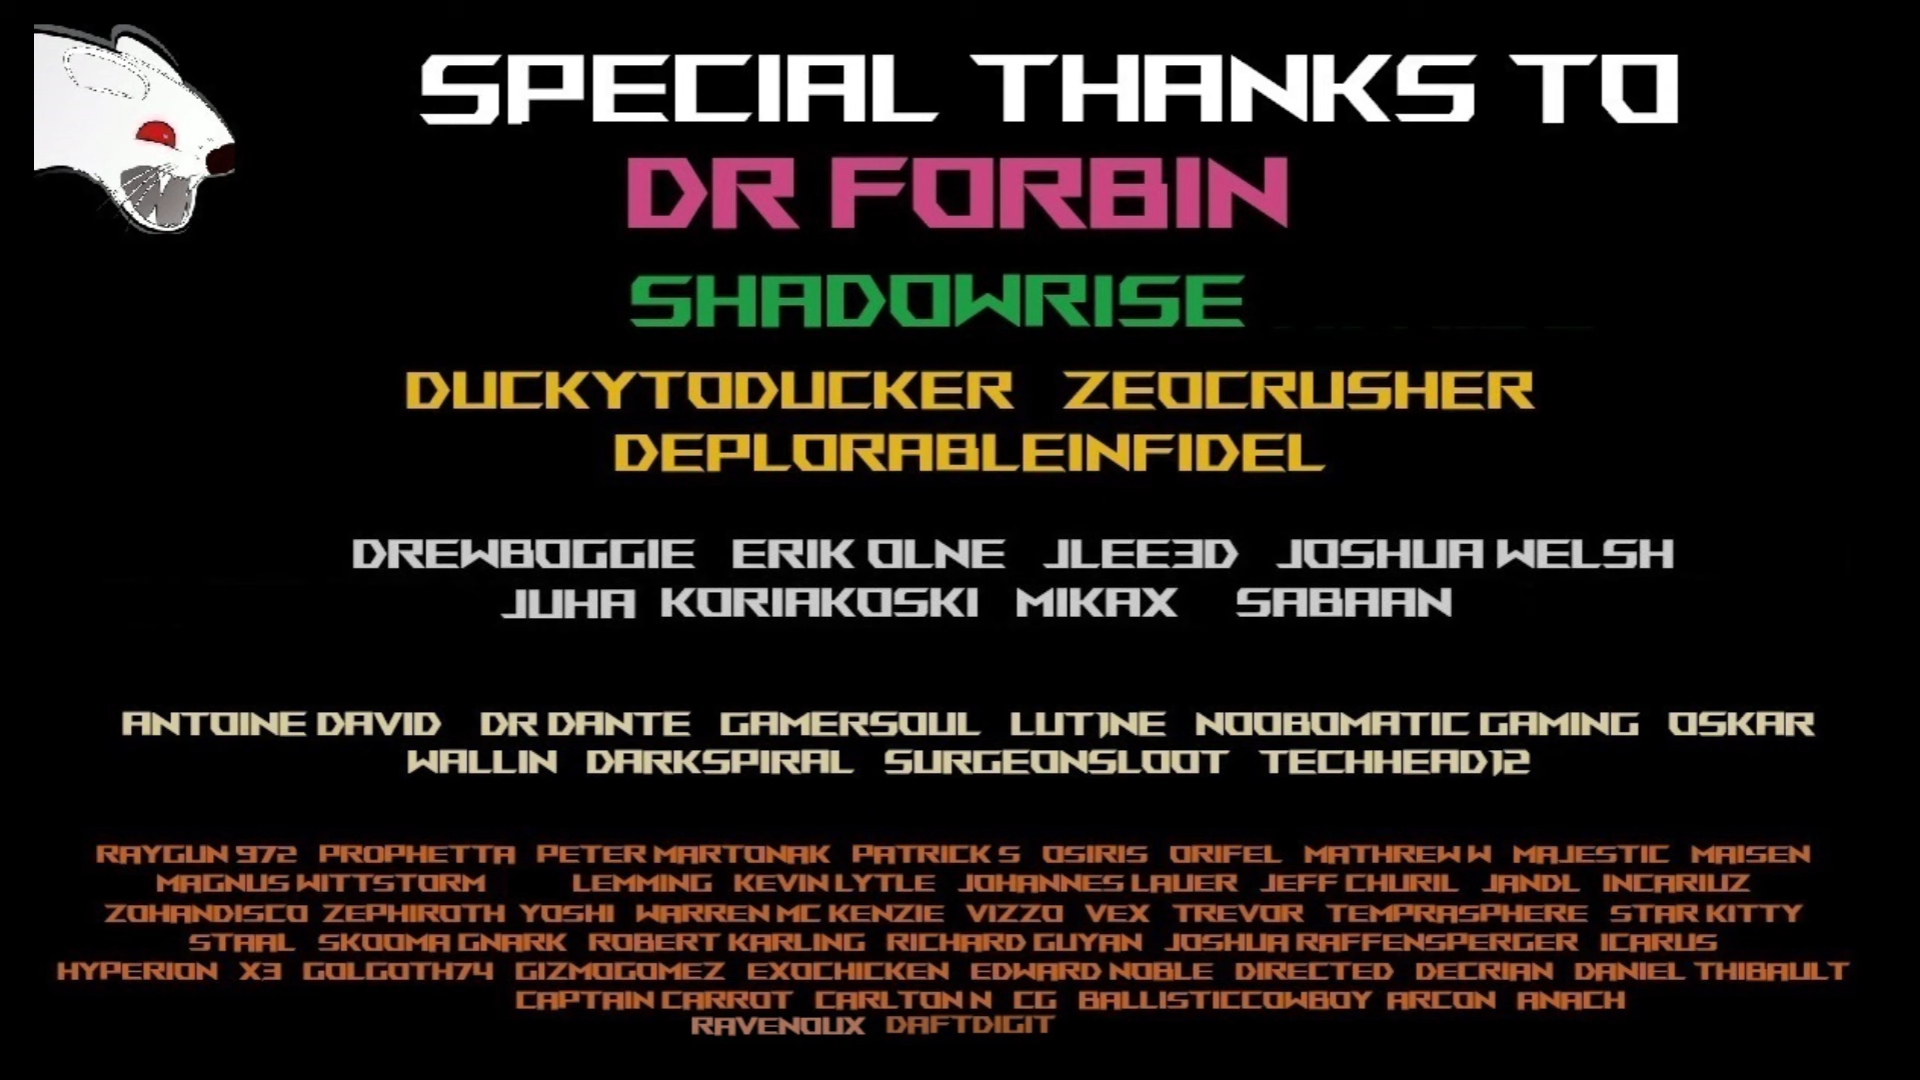 SPECIAL THANKS TO
DR FORBIN
SHADOWRISE
DUCKYTODUCKER ZEOCRUSHER
DEPLORABLEINFIDEL
DREWBOGGIE ERIK OLNE JLEE3D JOSHUA WELSH
JUHA KORIAKOSKI MIKAX SABAAN
ANTOINE DAVID DR DANTE GAMERSOUL LUT1NE NOOBOMATIC GAMING OSKAR
WALLIN DARKSPIRAL SURGEONSLOOT TECHHEAD12
RAYGUN 972 PROPHETTA PETER MARTONAK PATRICK S OSIRIS ORIFEL MATHREW W MAJESTIC MAISEN
MAGNUS WITTSTORM LEMMING KEVIN LYTLE JOHANNES LAUER JEFF CHURIL JANDL INCARIUZ
ZOHANDISCO ZEPHIROTH YOSHI WARREN MC KENZIE VIZZO VEX TREVOR TEMPRASPHERE STAR KITTY
STAAL SKOOMA GNARK ROBERT KARLING RICHARD GUYAN JOSHUA RAFFENSPERGER ICARUS
HYPERION X3 GOLGOTH74 GIZMOGOMEZ EXOCHICKEN EDWARD NOBLE DIRECTED DECRIAN DANIEL THIBAULT
CAPTAIN CARROT CARLTON N CG BALLISTICCOWBOY ARCON ANACH
RAVENOUX DAFTDIGIT